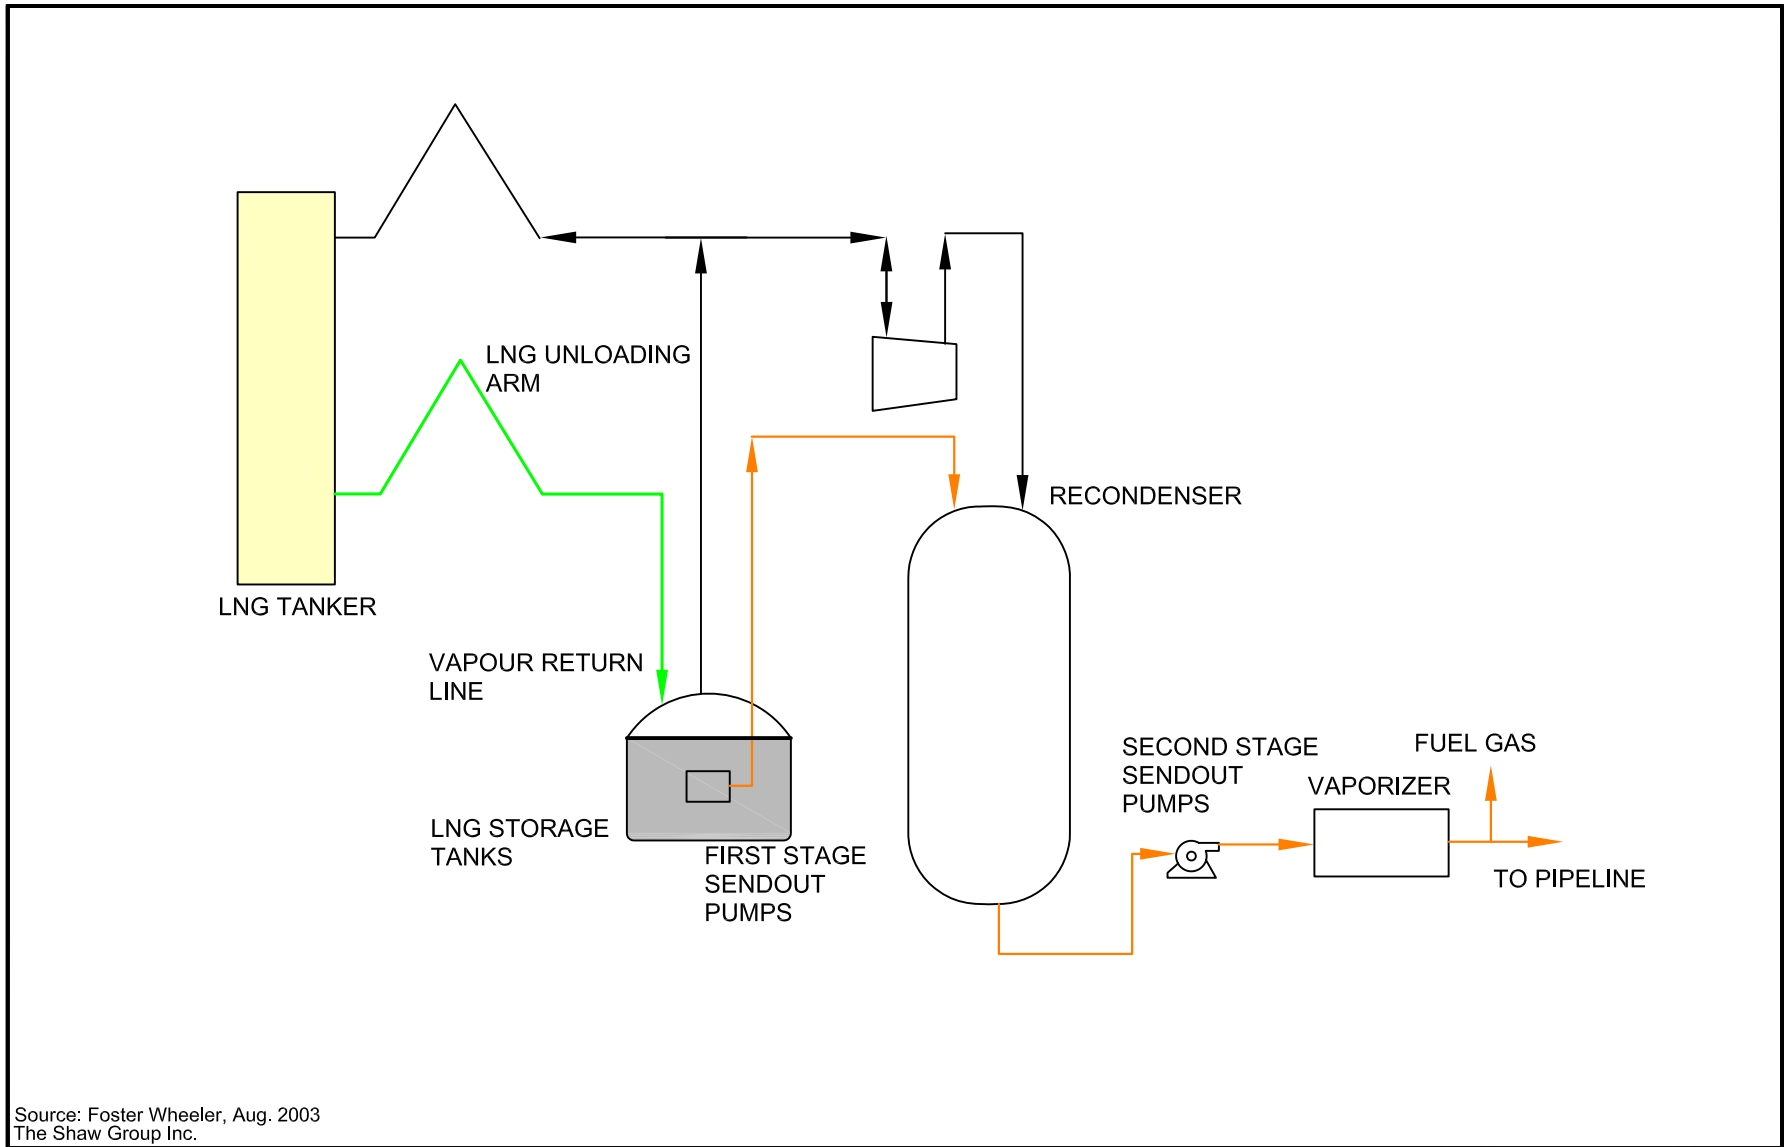 LNG UNLOADING
ARM
RECONDENSER
LNG TANKER
VAPOUR RETURN
LINE
SECOND STAGE
SENDOUT
PUMPS
FUEL GAS
VAPORIZER
LNG STORAGE
TANKS
FIRST STAGE
SENDOUT
PUMPS
TO PIPELINE
Source: Foster Wheeler, Aug. 2003
The Shaw Group Inc.